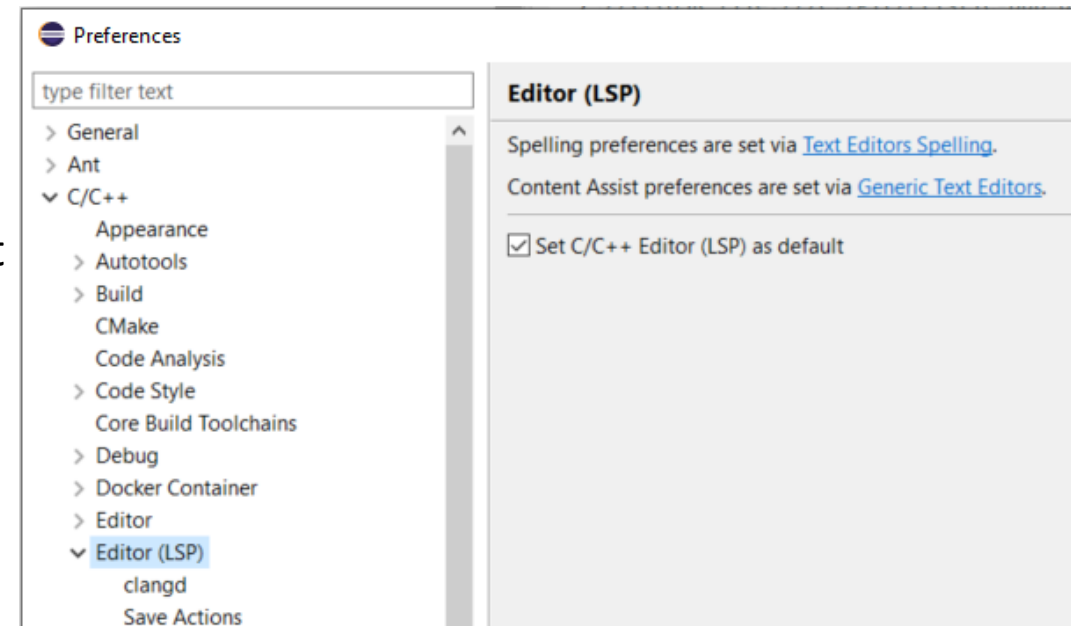 Preferences
type filter text
General
Ant
C/C++
Appearance
Autotools
Build
CMake
Code Analysis
Code Style
Core Build Toolchains
Debug
Docker Container
Editor
Editor (LSP)
clangd
Save Actions
Editor (LSP)
Spelling preferences are set via Text Editors Spelling.
Content Assist preferences are set via Generic Text Editors.
Set C/C++ Editor (LSP) as default